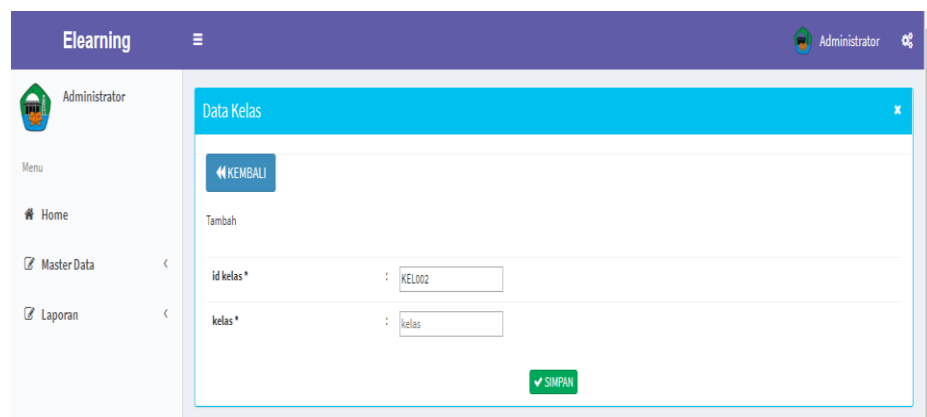 Elearning
Administrator
Administrator
Menu
Home
Master Data
Laporan
Data Kelas
KEMBALI
Tambah
id kelas * : KEL002
kelas * : kelas
SIMPAN